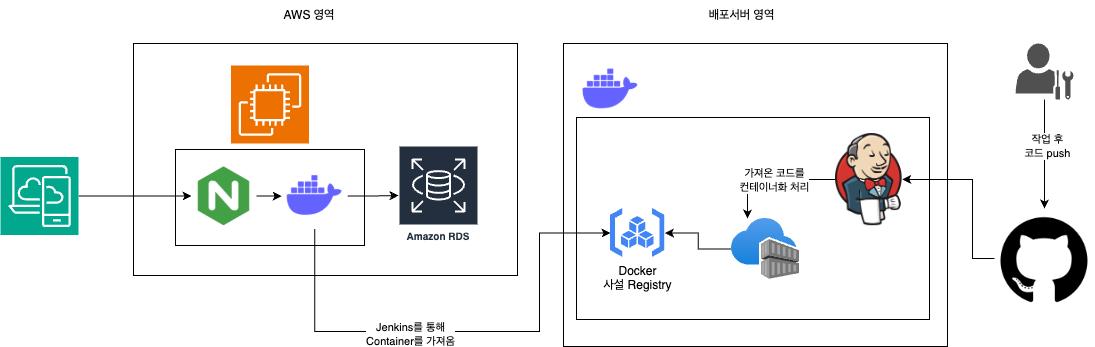 AWS 영역
배포서버 영역
작업 후
코드 push
가져온 코드를
컨테이너화 처리
Amazon RDS
Docker
사설 Registry
Jenkins를 통해
Container를 가져옴